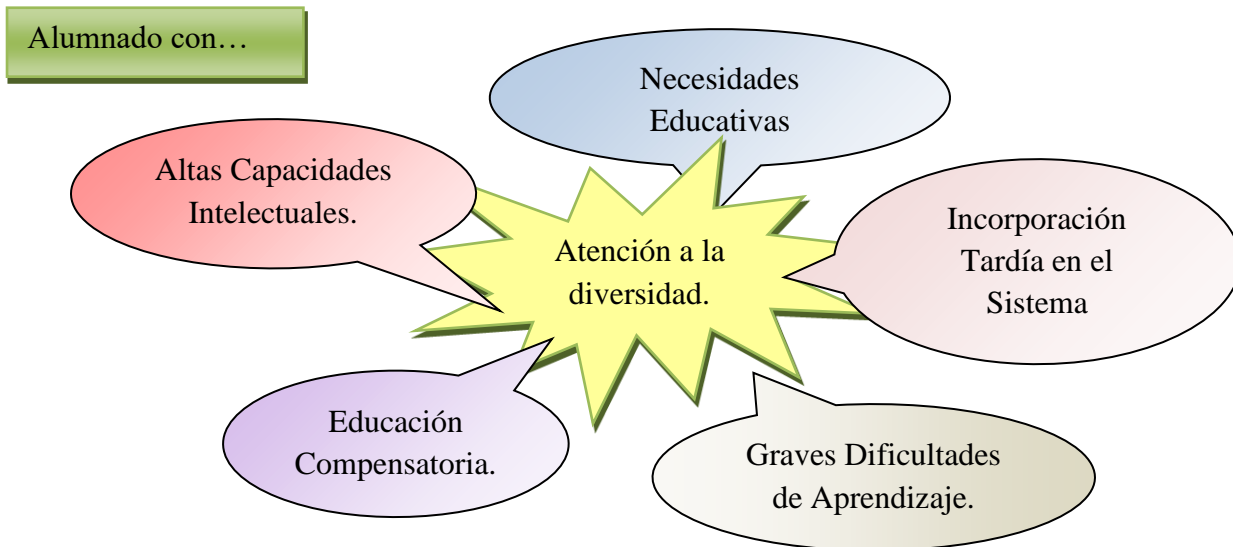 Alumnado con…
Necesidades
Educativas
Altas Capacidades
Intelectuales.
Atención a la
diversidad.
Incorporación
Tardía en el
Sistema
Educación
Compensatoria.
Graves Dificultades
de Aprendizaje.